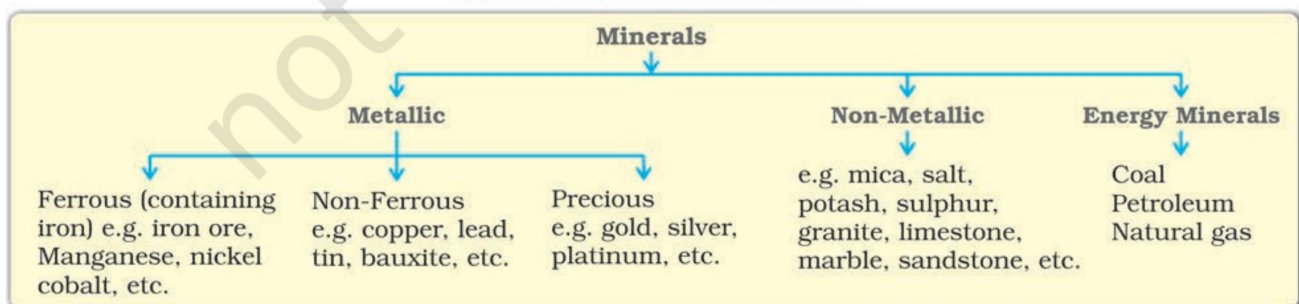 Minerals
Metallic
Non-Metallic
Energy Minerals
Ferrous (containing
iron) e.g. iron ore,
Manganese, nickel
cobalt, etc.
Non-Ferrous
e.g. copper, lead,
tin, bauxite, etc.
Precious
e.g. gold, silver,
platinum, etc.
e.g. mica, salt,
potash, sulphur,
granite, limestone,
marble, sandstone, etc.
Coal
Petroleum
Natural gas
not